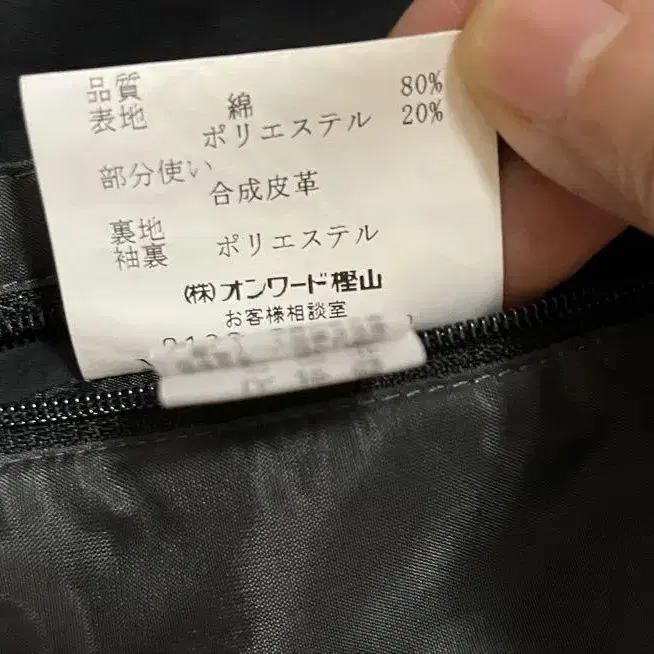 品質
表地 綿 80%
ポリエステル 20%
部分使い
合成皮革
裏地
袖裏 ポリエステル
(株)オンワード樫山
お客様相談室